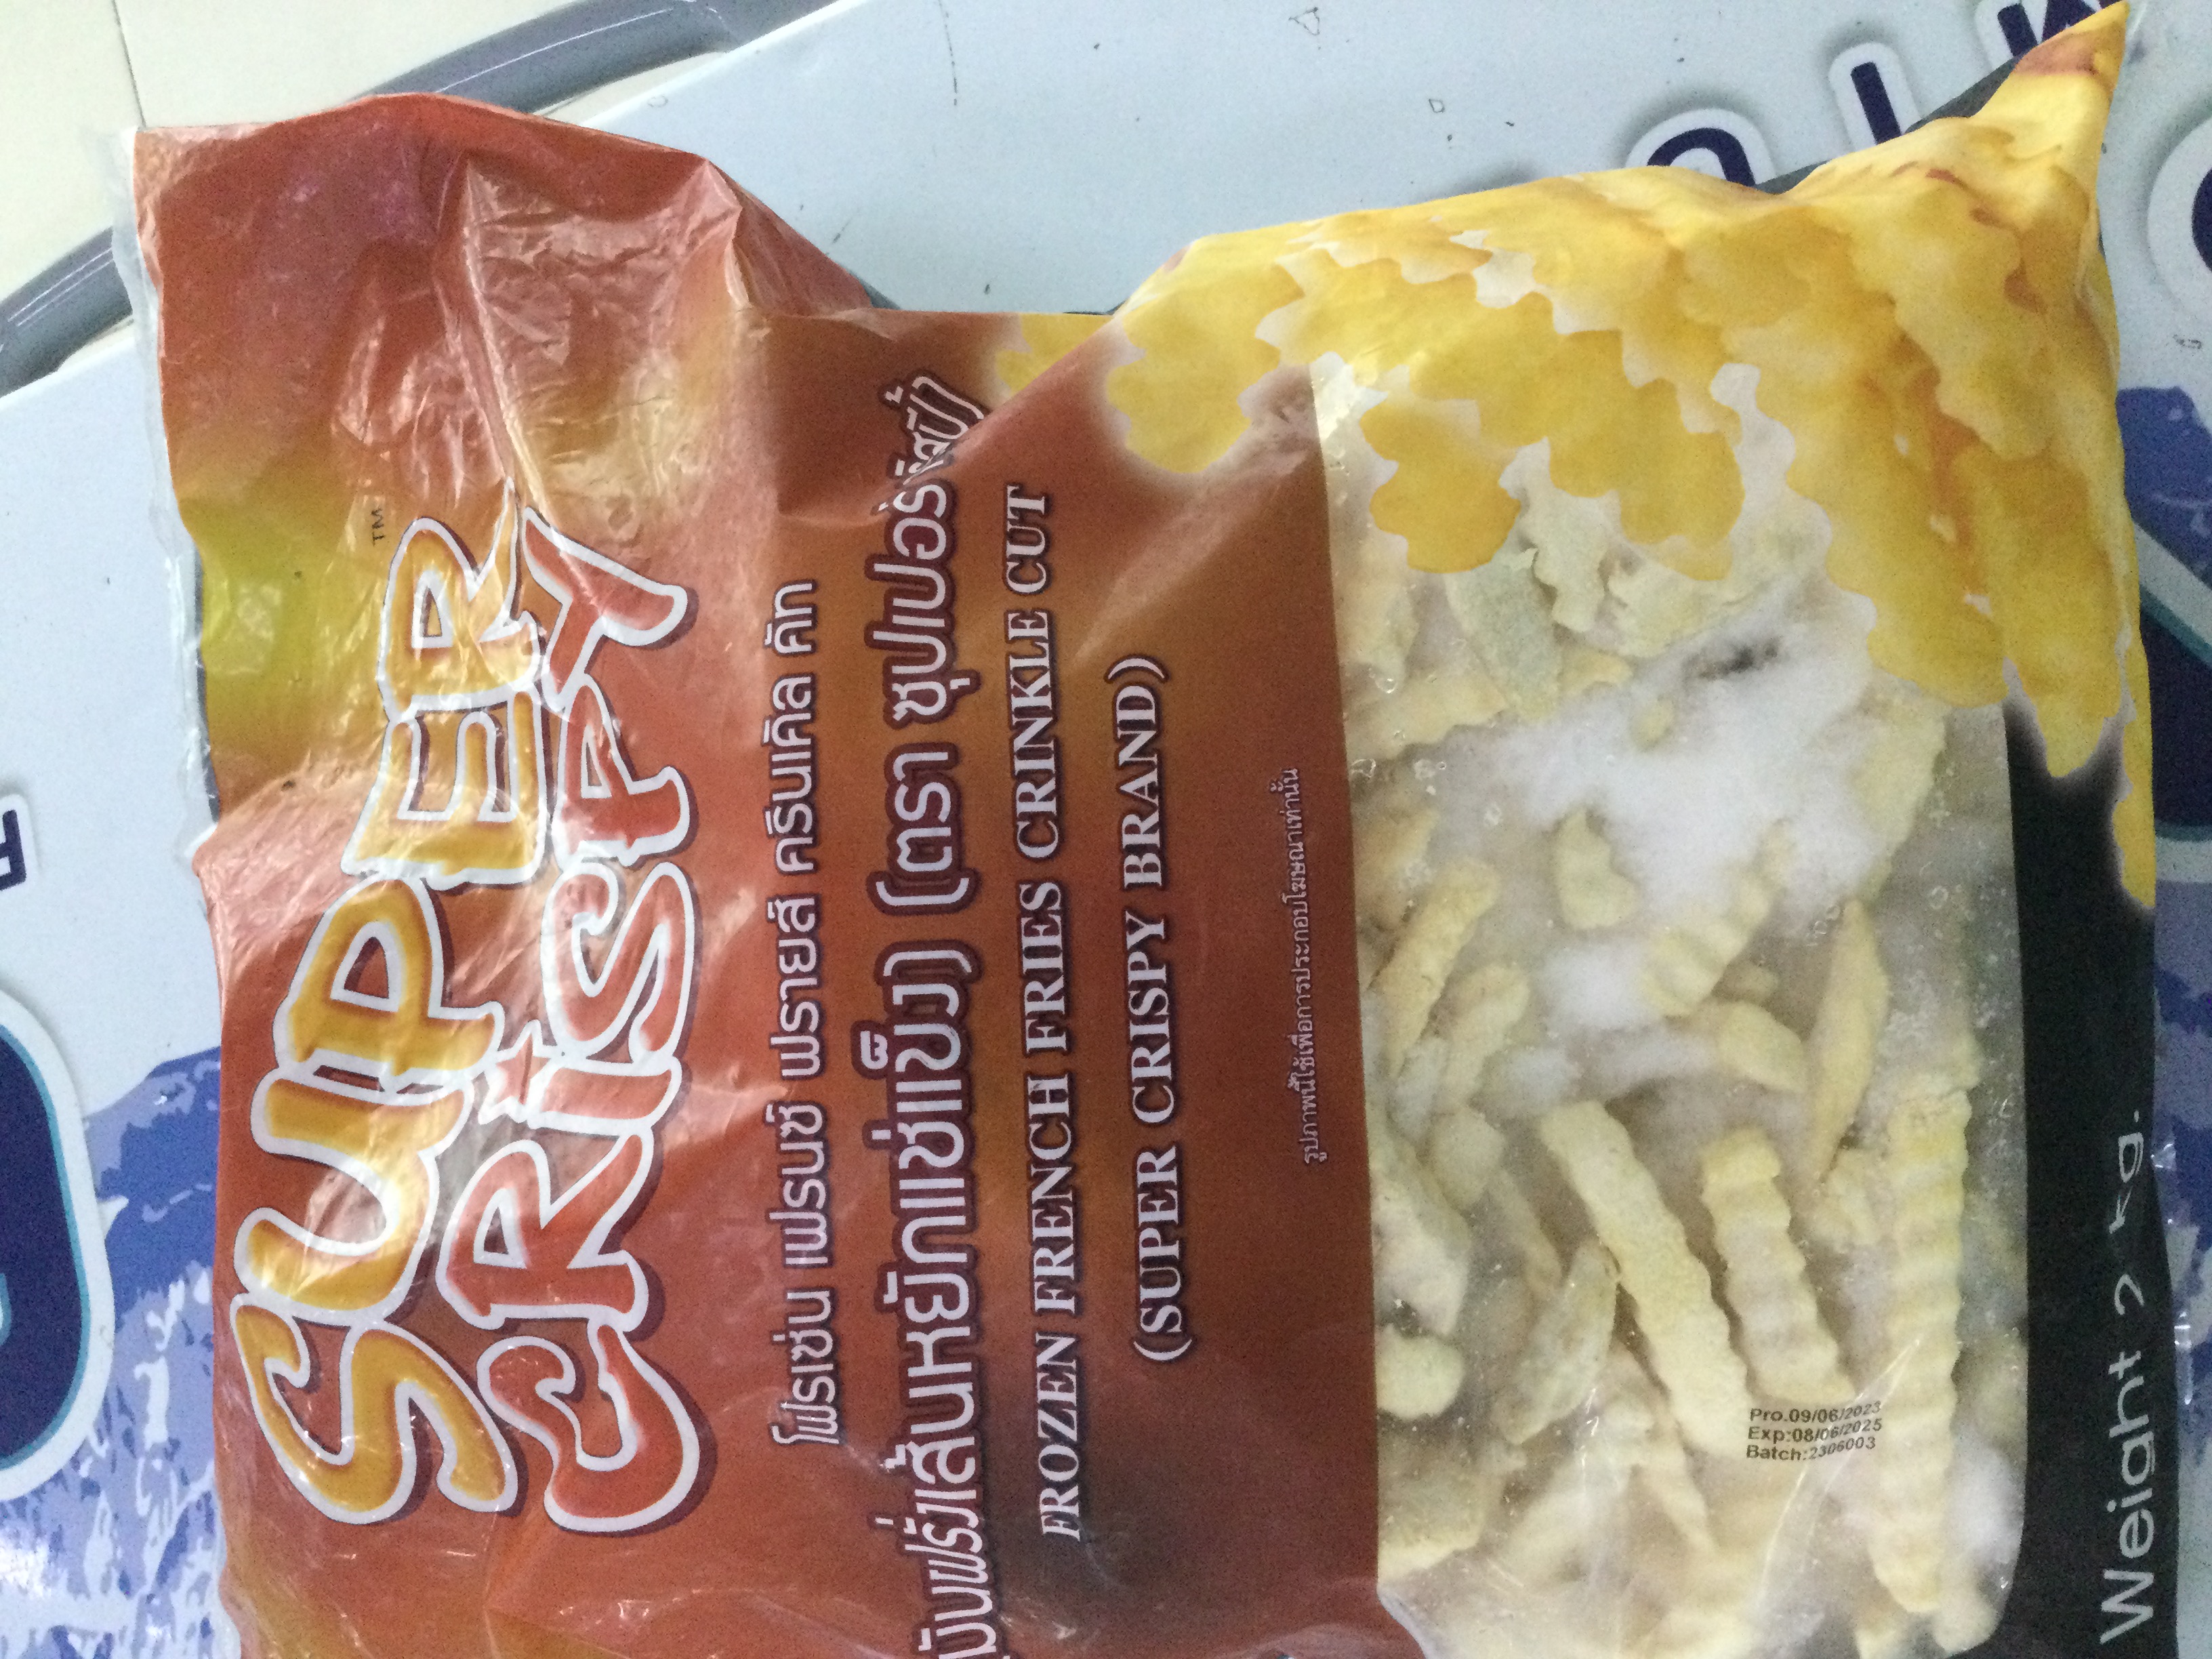 SUPER™
CRISPY
โฟรเซ่น เฟรนซ์ ฟรายส์ คริินเคิล คัท
มันฟรั่งเส้นหยักแช่แข็ง) (ตรา ซุปเปอร์คริสปี้)
FROZEN FRENCH FRIES CRINKLE CUT
(SUPER CRISPY BRAND)
รูปภาพนี้ใช้เพื่อการประกอบโฆษณาเท่านั้น
Pro.09/06/2023
Exp:08/06/2025
Batch:2306003
Weight 2 kg.